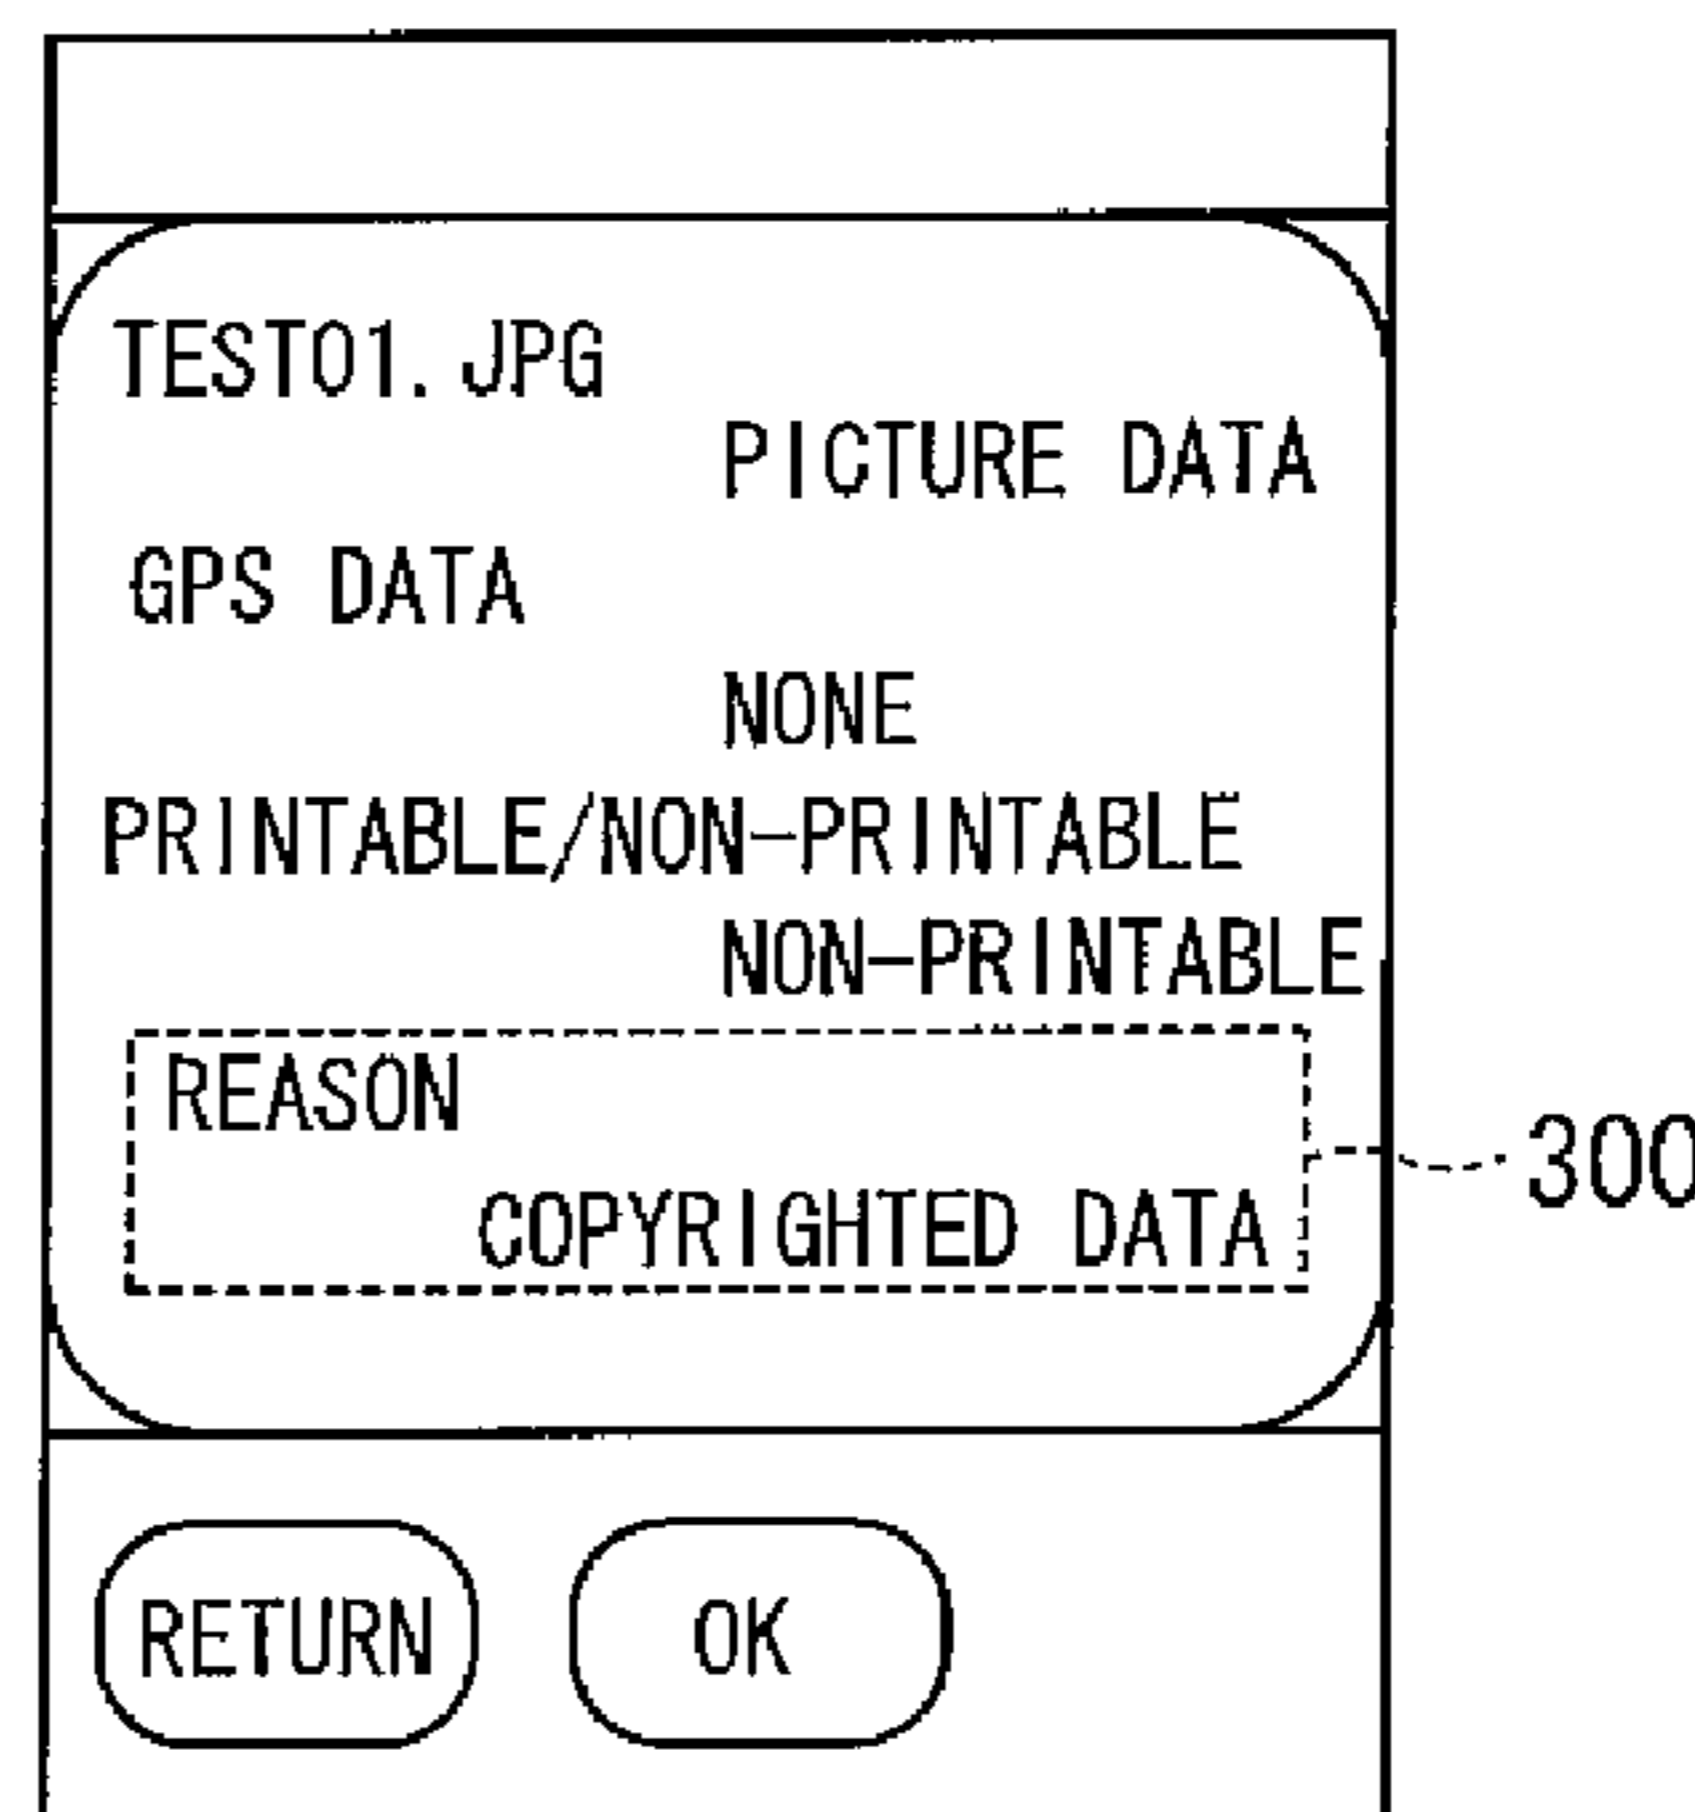 TEST01.JPG
PICTURE DATA
GPS DATA
NONE
PRINTABLE/NON-PRINTABLE
NON-PRINTABLE
REASON
COPYRIGHTED DATA
300
RETURN OK